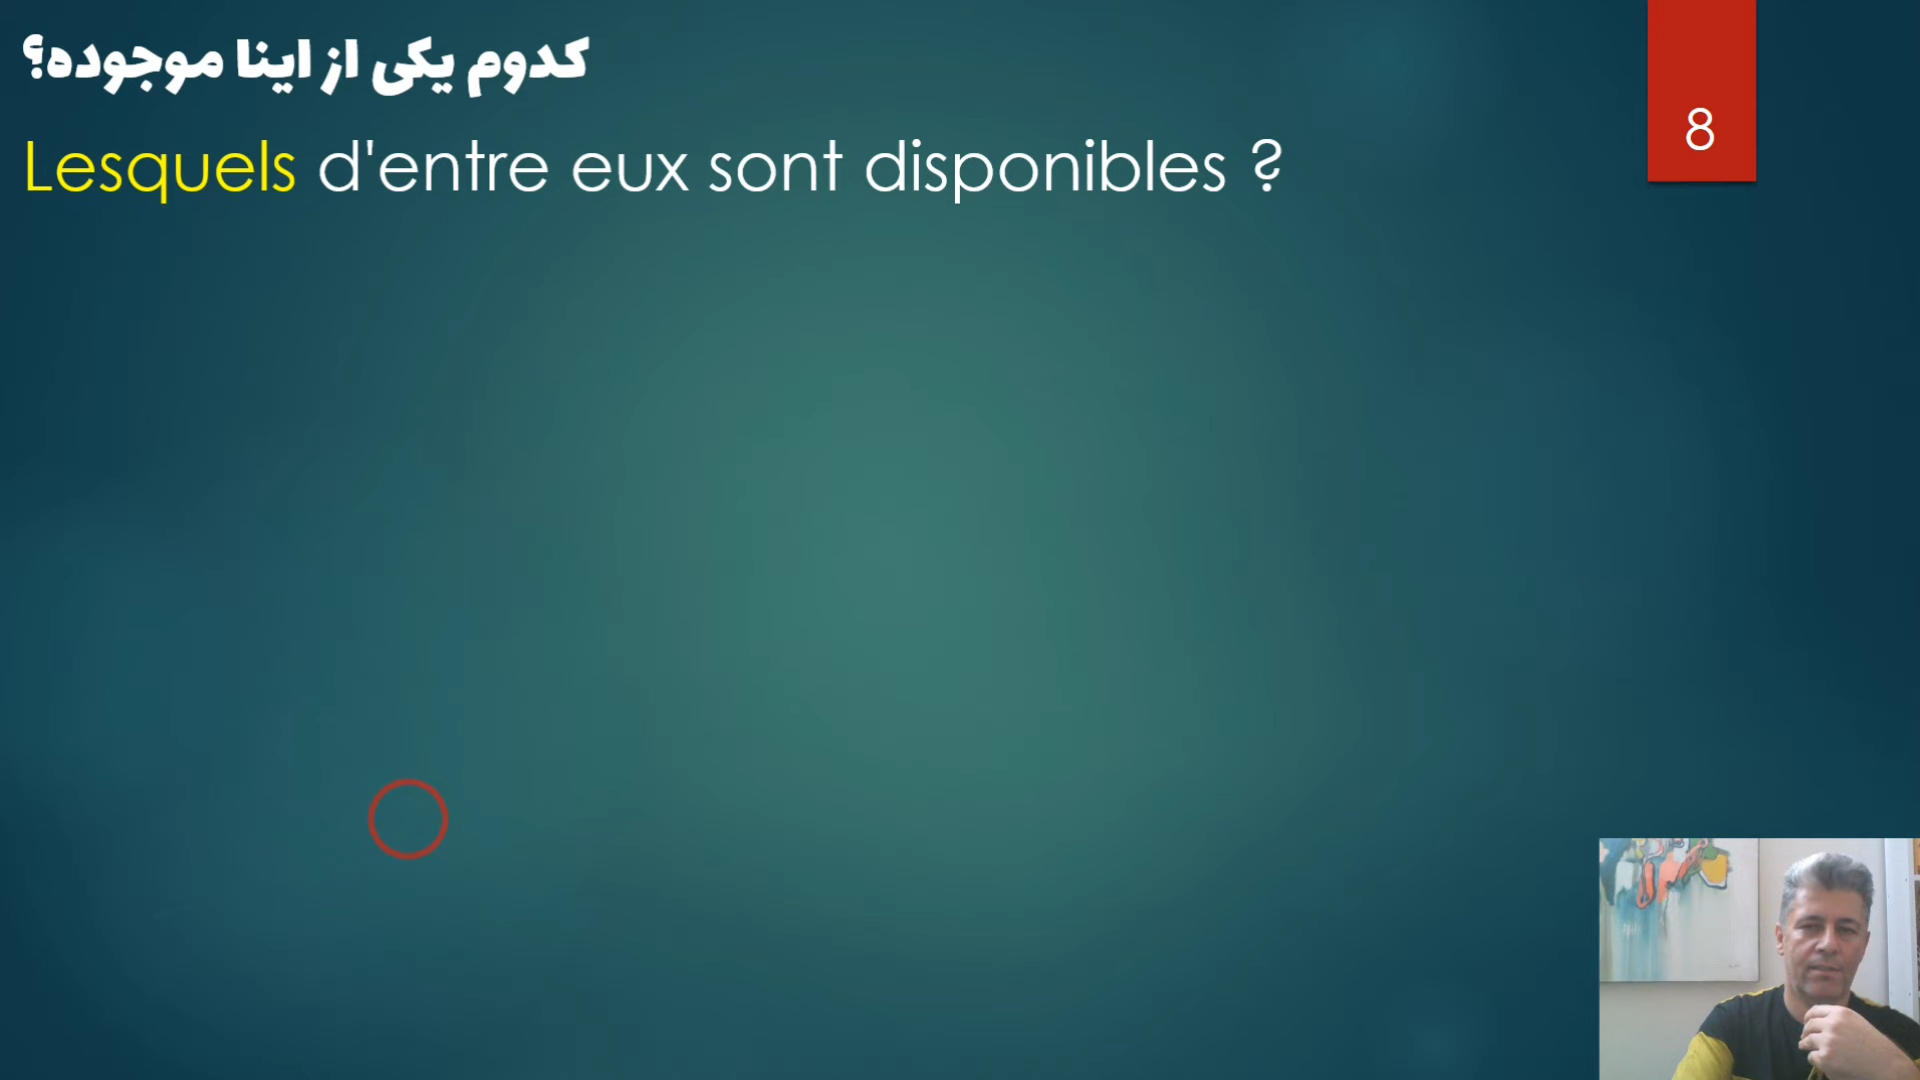 کدوم یکی از اینا موجوده؟
Lesquels d'entre eux sont disponibles ?
8